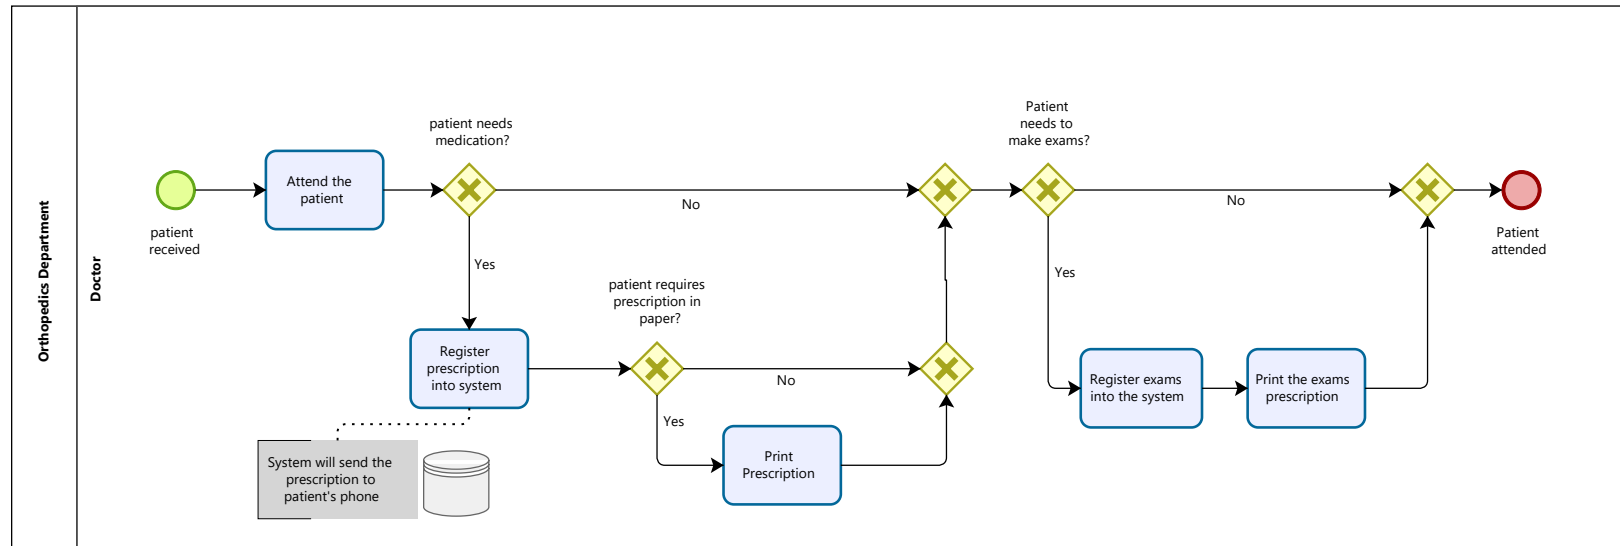 Orthopedics Department
Doctor
patient
received
Attend the
patient
patient needs
medication?
No
Yes
Register
prescription
into system
System will send the
prescription to
patient's phone
patient requires
prescription in
paper?
No
Yes
Print
Prescription
Patient
needs to
make exams?
No
Yes
Register exams
into the system
Print the exams
prescription
Patient
attended